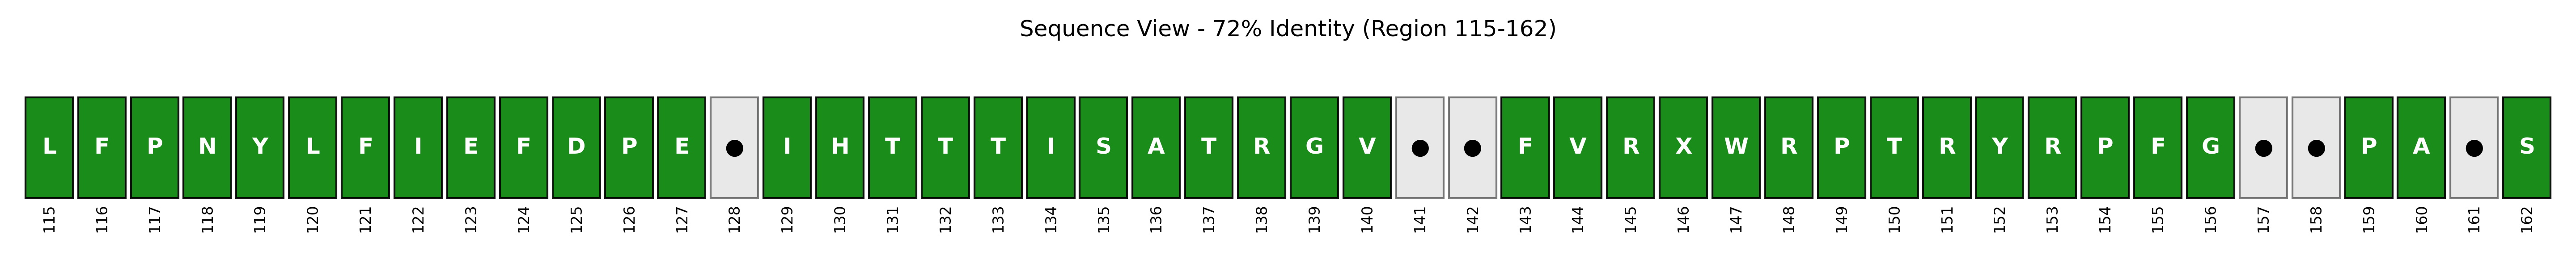 Sequence View - 72% Identity (Region 115-162)
L F P N Y L F I E F D P E ● I H T T T I S A T R G V ● ● F V R X W R P T R Y R P F G ● ● P A ● S
115 116 117 118 119 120 121 122 123 124 125 126 127 128 129 130 131 132 133 134 135 136 137 138 139 140 141 142 143 144 145 146 147 148 149 150 151 152 153 154 155 156 157 158 159 160 161 162